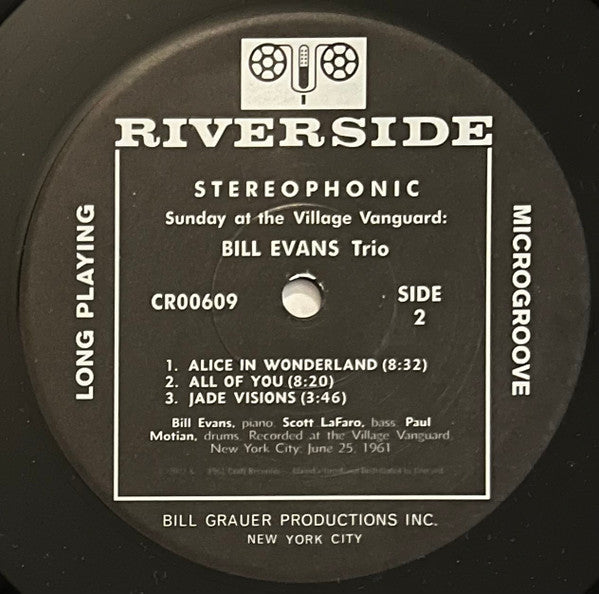 RIVERSIDE
STEREOPHONIC
Sunday at the Village Vanguard:
BILL EVANS Trio
LONG PLAYING
MICROGROOVE
CR00609
SIDE
2
1. ALICE IN WONDERLAND (8:32)
2. ALL OF YOU (8:20)
3. JADE VISIONS (3:46)
Bill Evans, piano. Scott LaFaro, bass. Paul
Motian, drums. Recorded at the Village Vanguard,
New York City; June 25, 1961
Craft Recordings
BILL GRAUER PRODUCTIONS INC.
NEW YORK CITY